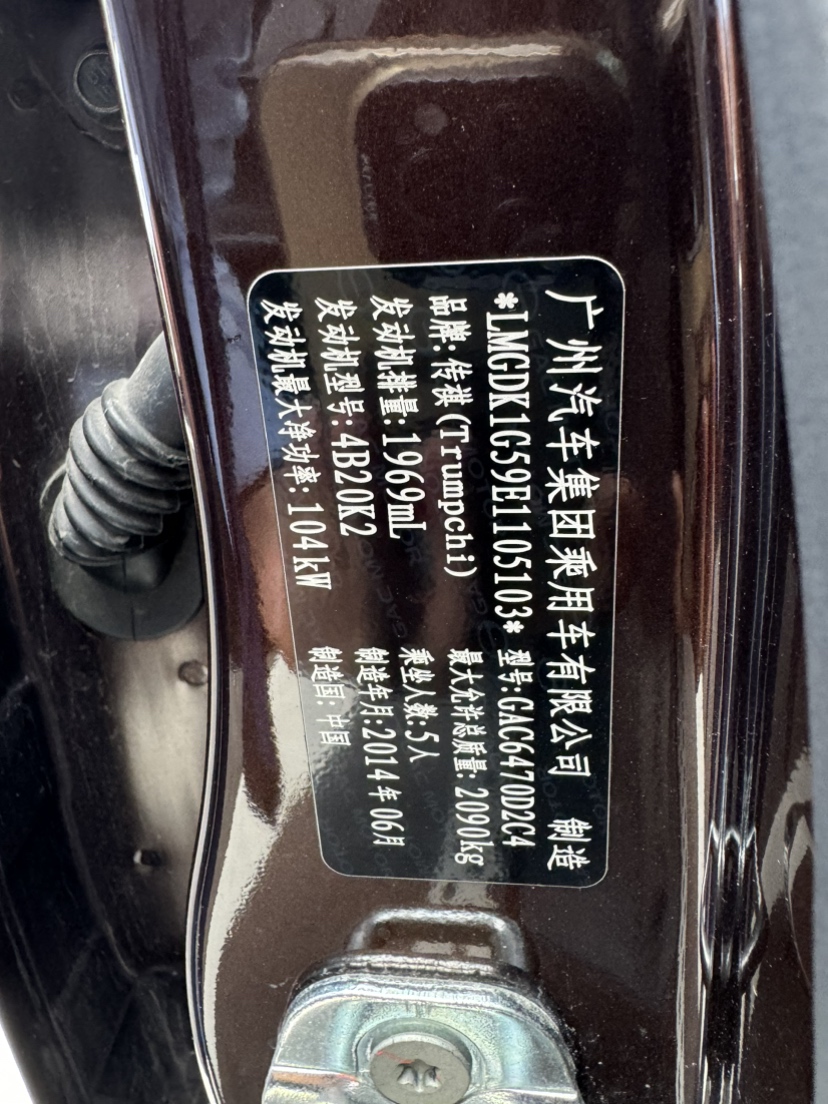 广州汽车集团乘用车有限公司 制造
*LMGDK1G59E1105103* 型号:GAC6470D2C4
品牌:传祺(Trumpchi) 最大允许总质量:2090kg
发动机排量:1969mL 乘坐人数:5人
发动机型号:4B20K2 制造年月:2014年06月
发动机最大净功率:104kW 制造国:中国